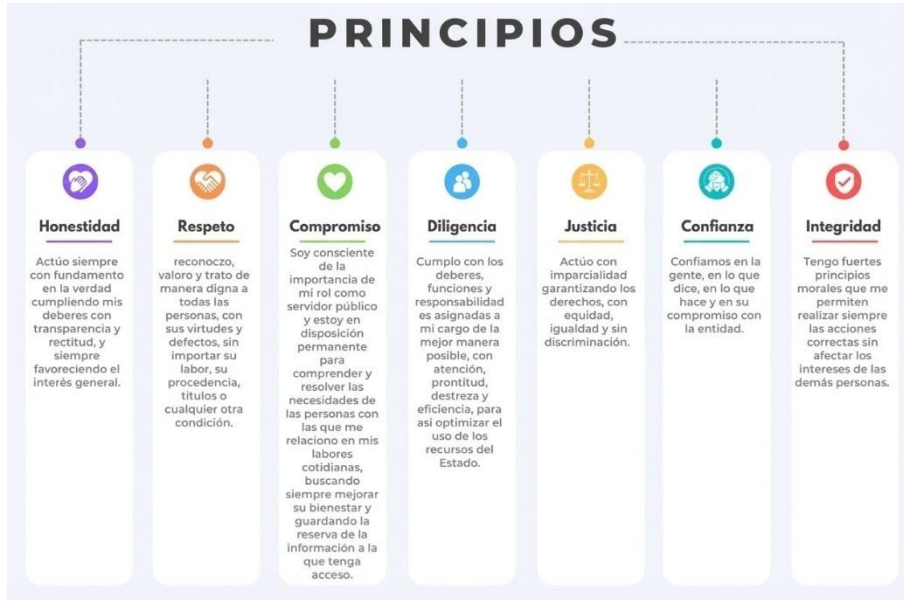 PRINCIPIOS
Honestidad
Actúo siempre
con fundamento
en la verdad
cumpliendo mis
deberes con
transparencia y
rectitud, y
siempre
favoreciendo el
interés general.
Respeto
reconoczo,
valoro y trato de
manera digna a
todas las
personas, con
sus virtudes y
defectos, sin
importar su
labor, su
procedencia,
títulos o
cualquier otra
condición.
Compromiso
Soy consciente
de la
importancia de
mi rol como
servidor público
y estoy en
disposición
permanente
para
comprender y
resolver las
necesidades de
las personas con
las que me
relaciono en mis
labores
cotidianas,
buscando
siempre mejorar
su bienestar y
guardando la
reserva de la
información a la
que tenga
acceso.
Diligencia
Cumplo con los
deberes,
funciones y
responsabilidad
es asignadas a
mi cargo de la
mejor manera
posible, con
atención,
prontitud,
destreza y
eficiencia, para
asi optimizar el
uso de los
recursos del
Estado.
Justicia
Actúo con
imparcialidad
garantizando los
derechos, con
equidad,
igualdad y sin
discriminación.
Confianza
Confiamos en la
gente, en lo que
dice, en lo que
hace y en su
compromiso con
la entidad.
Integridad
Tengo fuertes
principios
morales que me
permiten
realizar siempre
las acciones
correctas sin
afectar los
intereses de las
demás personas.